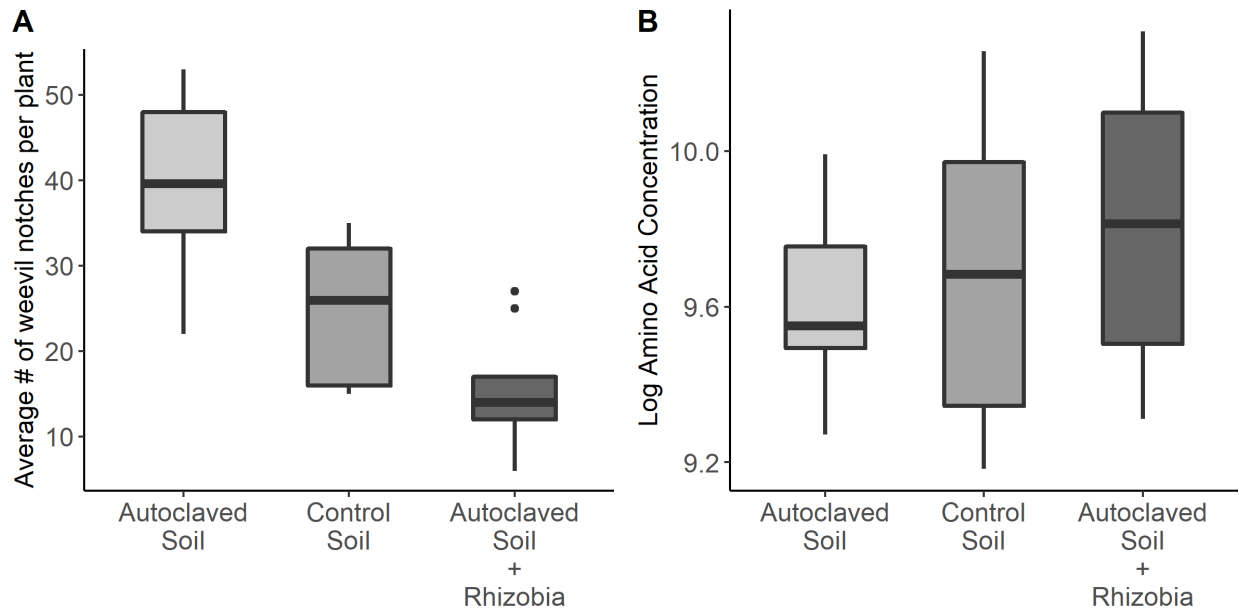 A
Average # of weevil notches per plant
50
40
30
20
10
Autoclaved
Soil
Control
Soil
Autoclaved
Soil
+
Rhizobia
B
Log Amino Acid Concentration
10.0
9.6
9.2
Autoclaved
Soil
Control
Soil
Autoclaved
Soil
+
Rhizobia